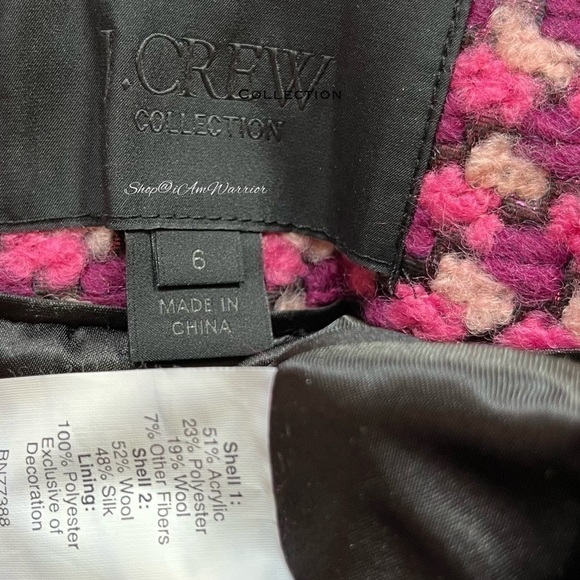 J.CREW
COLLECTION
COLLECTION
Shop@iAmWarrior
6
MADE IN
CHINA
Shell 1:
51% Acrylic
23% Polyester
19% Wool
7% Other Fibers
Shell 2:
52% Wool
48% Silk
Lining:
100% Polyester
Exclusive of
Decoration
BN77388